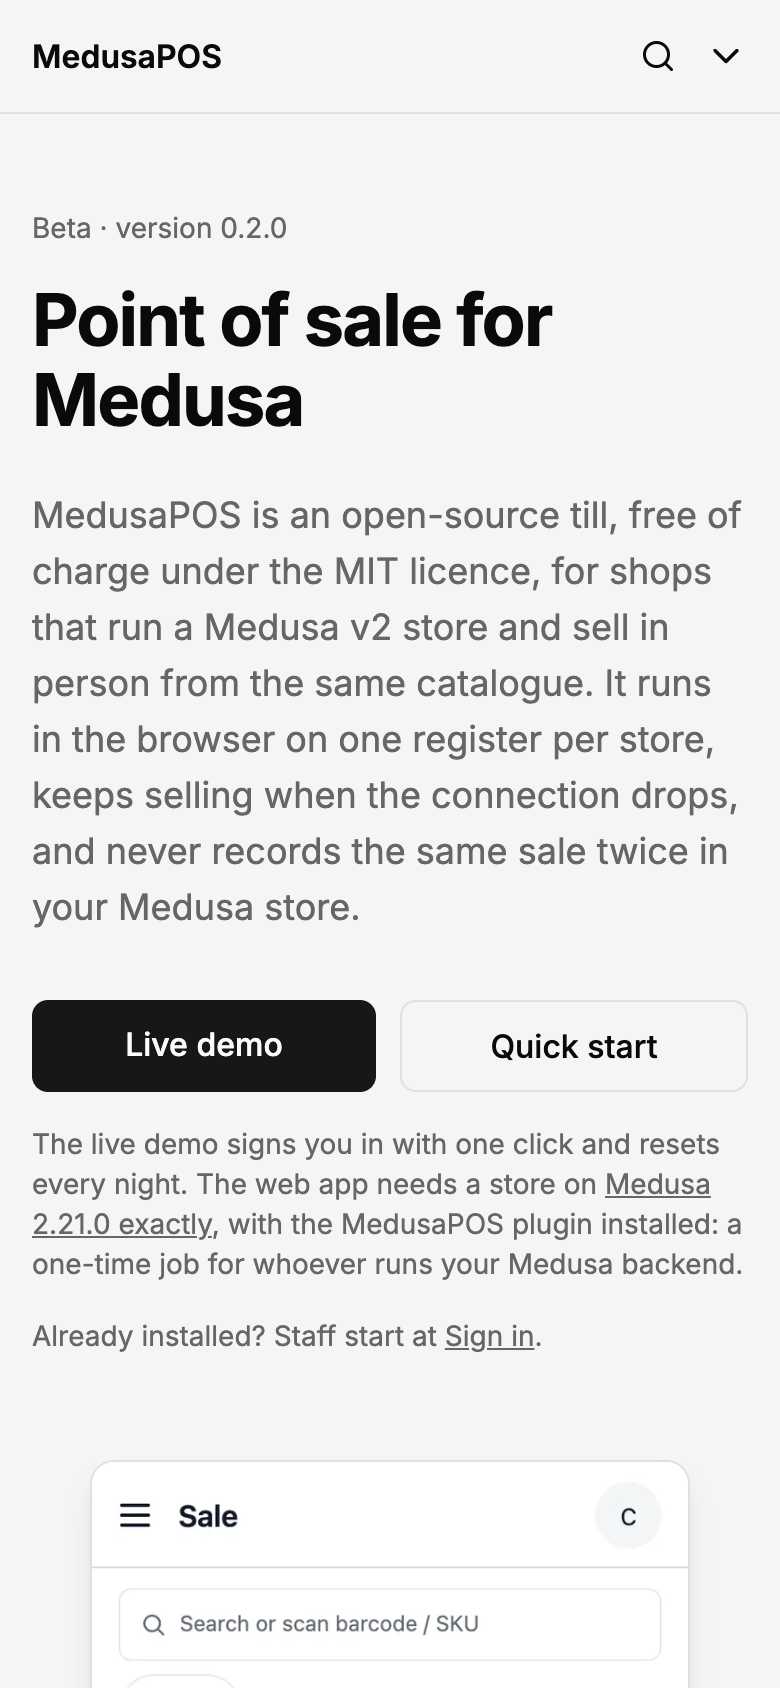 MedusaPOS
Beta · version 0.2.0
Point of sale for
Medusa
MedusaPOS is an open-source till, free of
charge under the MIT licence, for shops
that run a Medusa v2 store and sell in
person from the same catalogue. It runs
in the browser on one register per store,
keeps selling when the connection drops,
and never records the same sale twice in
your Medusa store.
Live demo
Quick start
The live demo signs you in with one click and resets
every night. The web app needs a store on Medusa
2.21.0 exactly, with the MedusaPOS plugin installed: a
one-time job for whoever runs your Medusa backend.
Already installed? Staff start at Sign in.
Sale
C
Search or scan barcode / SKU